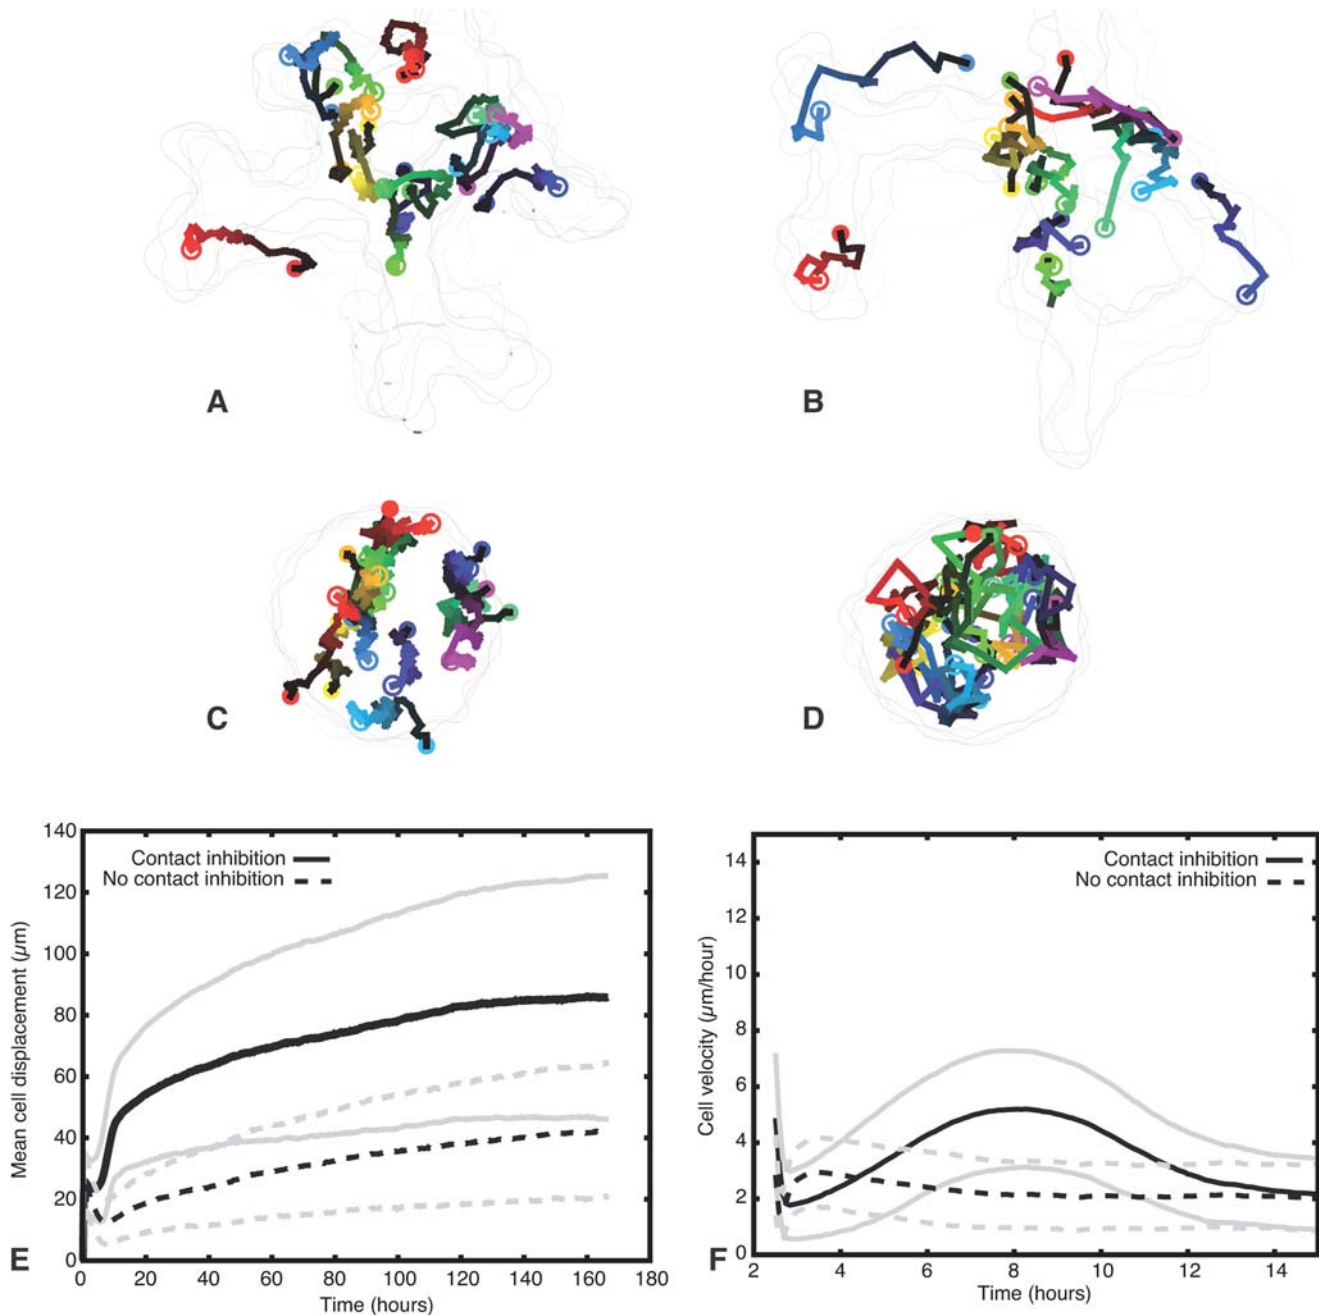 A
B
C
D
140
120
100
80
60
40
20
0
Mean cell displacement (µm)
Contact inhibition
No contact inhibition
E
0 20 40 60 80 100 120 140 160 180
Time (hours)
14
12
10
8
6
4
2
0
Cell velocity (µm/hour)
Contact inhibition
No contact inhibition
F
2 4 6 8 10 12 14
Time (hours)